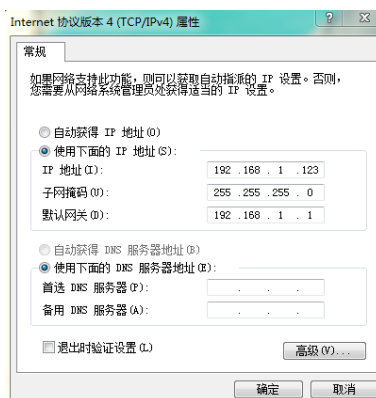 Internet 协议版本 4 (TCP/IPv4) 属性
常规
如果网络支持此功能，则可以获取自动指派的 IP 设置。否则，
您需要从网络系统管理员处获得适当的 IP 设置。
自动获得 IP 地址(O)
使用下面的 IP 地址(S):
IP 地址(I): 192 .168 . 1 .123
子网掩码(U): 255 .255 .255 . 0
默认网关(D): 192 .168 . 1 . 1
自动获得 DNS 服务器地址(B)
使用下面的 DNS 服务器地址(E):
首选 DNS 服务器(P): . . .
备用 DNS 服务器(A): . . .
退出时验证设置(L)
高级(V)...
确定 取消